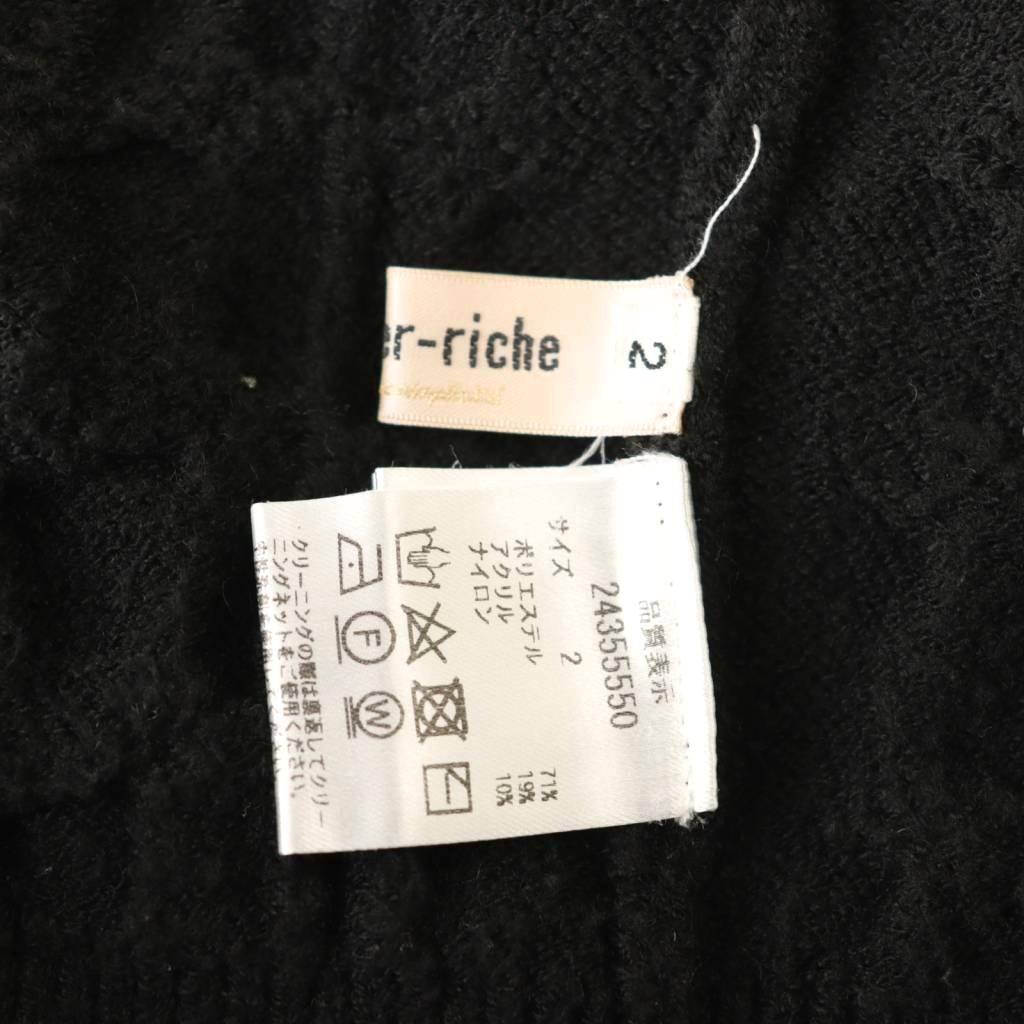 er-riche
2
品質表示
24355550
サイズ 2
ポリエステル 71%
アクリル 19%
ナイロン 10%
F
W
・クリーニングの際は裏返してクリー
ニングネットをご使用ください。